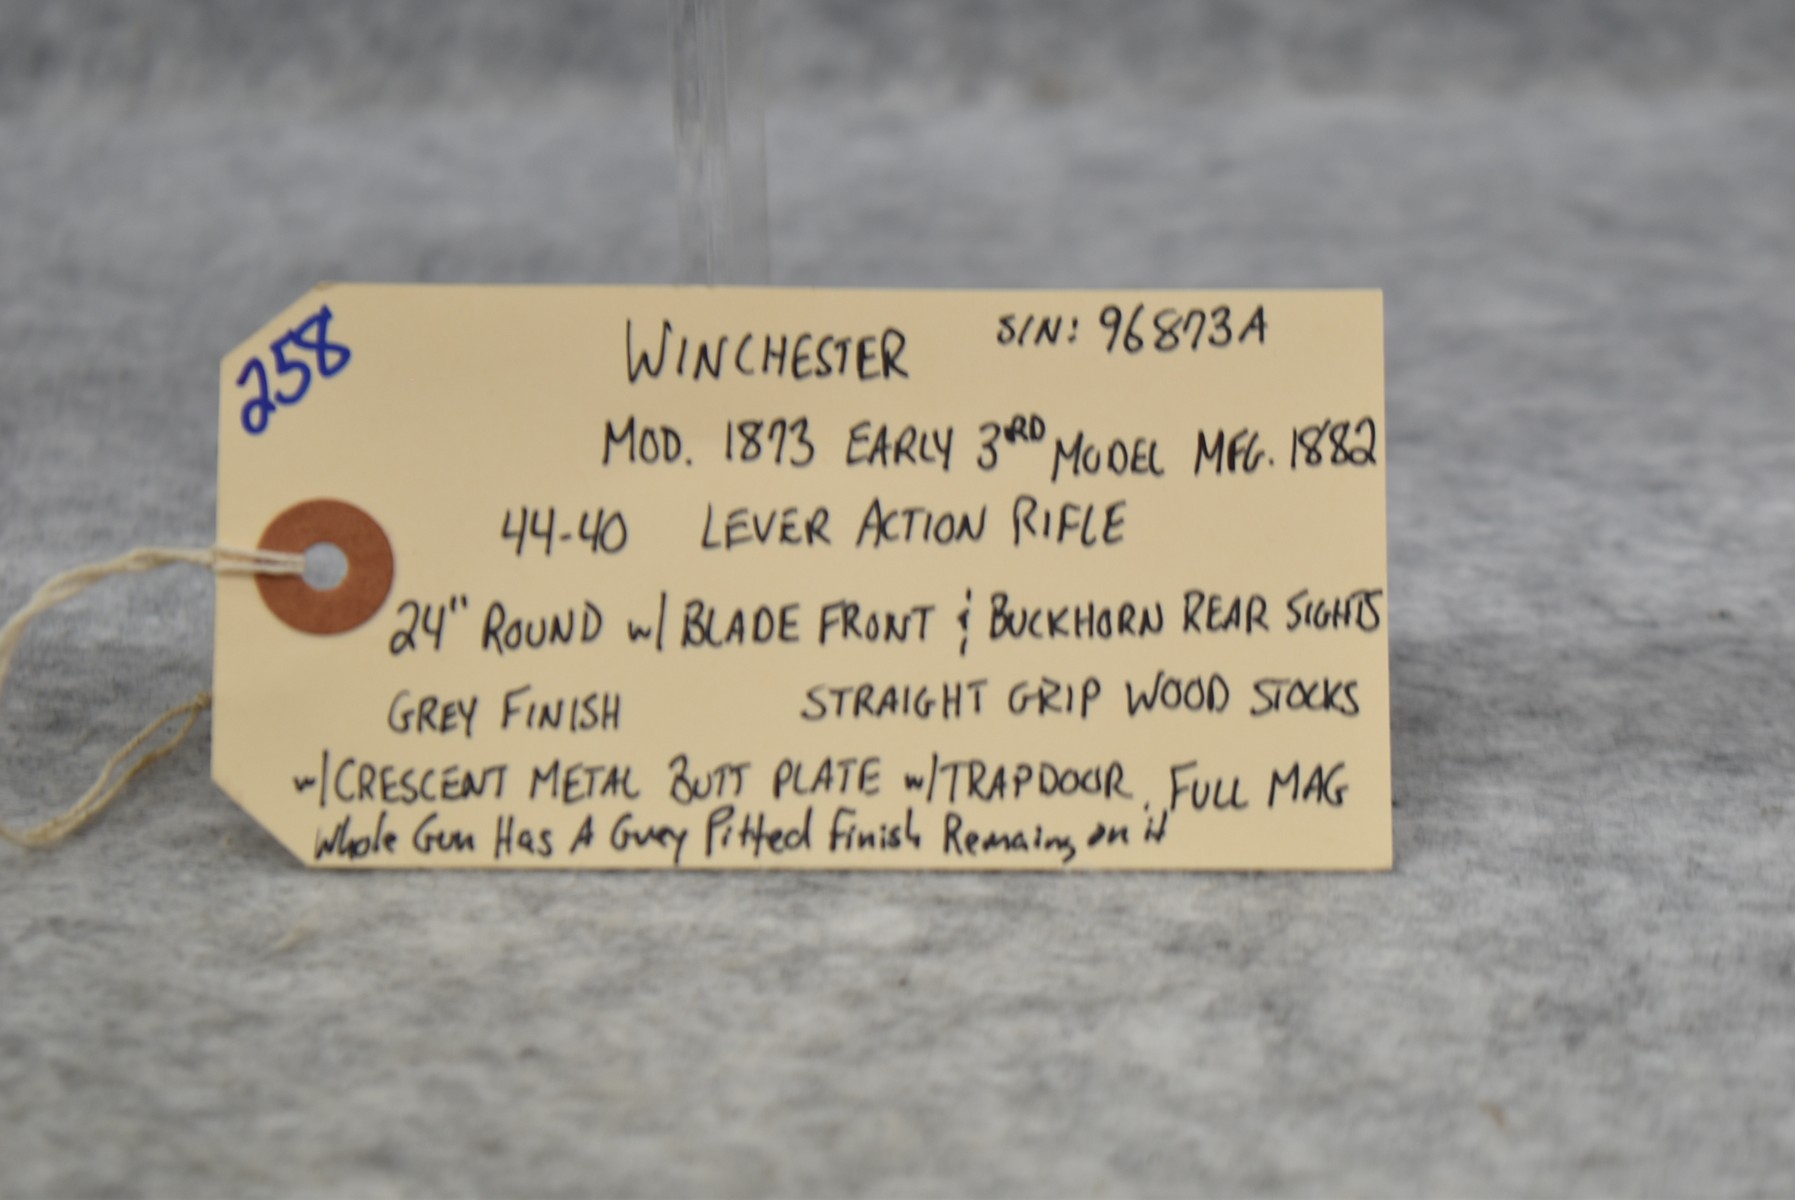 258
WINCHESTER S/N: 96873A
MOD. 1873 EARLY 3RD MODEL MFG. 1882
44-40 LEVER ACTION RIFLE
24" ROUND w/ BLADE FRONT & BUCKHORN REAR SIGHTS
GREY FINISH STRAIGHT GRIP WOOD STOCKS
w/CRESCENT METAL BUTT PLATE w/TRAPDOOR. FULL MAG
Whole Gun Has A Grey Pitted Finish Remaing on it